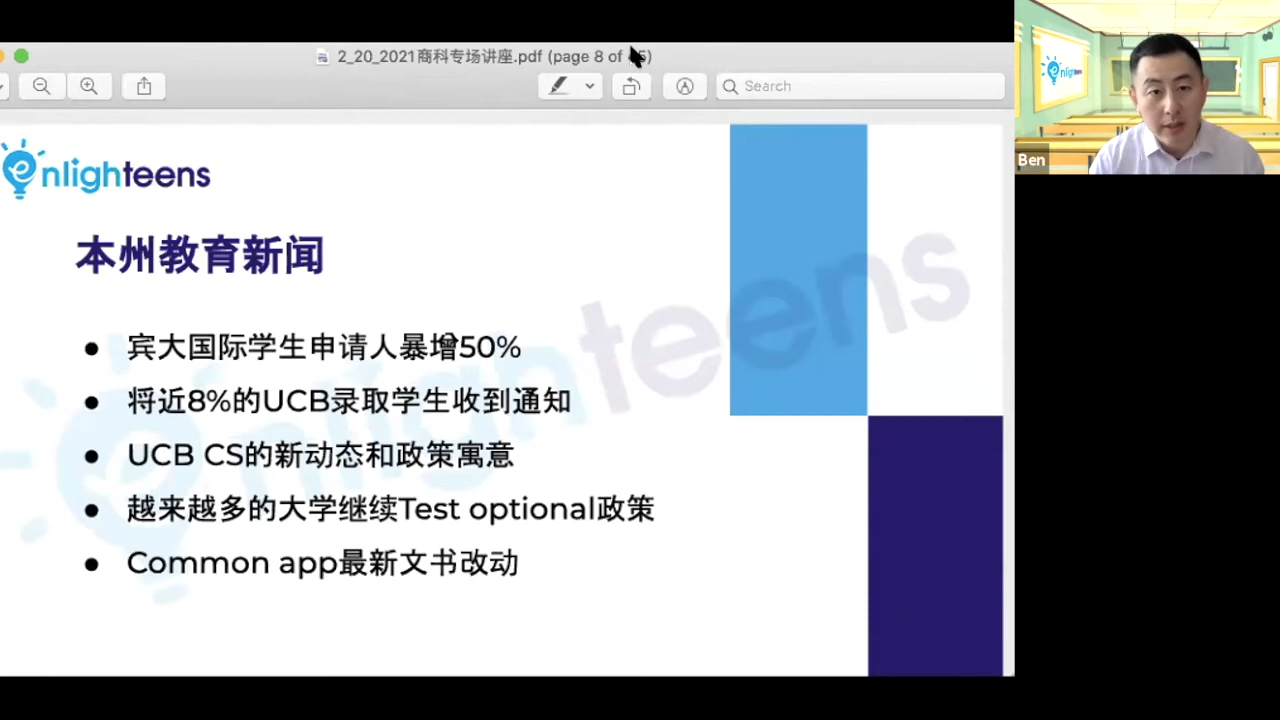 2_20_2021商科专场讲座.pdf (page 8 of 5)
Search
enlighteens
Ben
enlighteens
本州教育新闻
enlighteens
● 宾大国际学生申请人暴增50%
● 将近8%的UCB录取学生收到通知
● UCB CS的新动态和政策寓意
● 越来越多的大学继续Test optional政策
● Common app最新文书改动